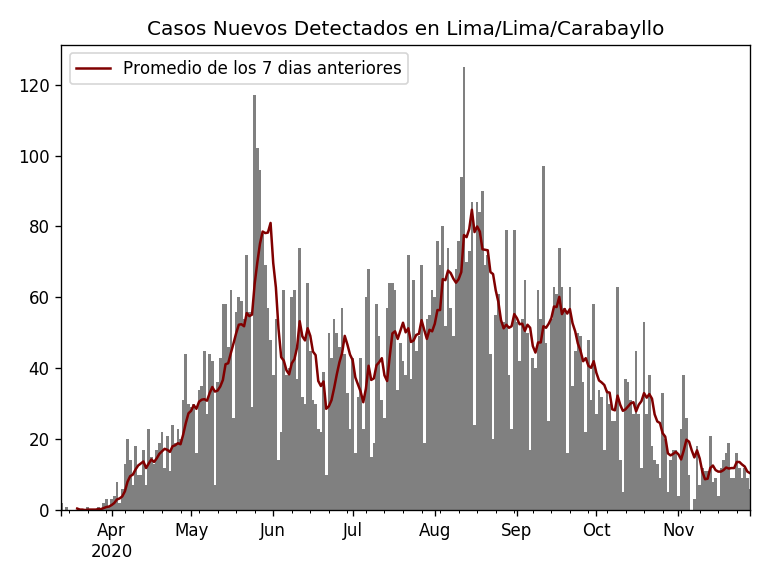 Casos Nuevos Detectados en Lima/Lima/Carabayllo
Promedio de los 7 dias anteriores
120
100
80
60
40
20
0
Apr May Jun Jul Aug Sep Oct Nov
2020